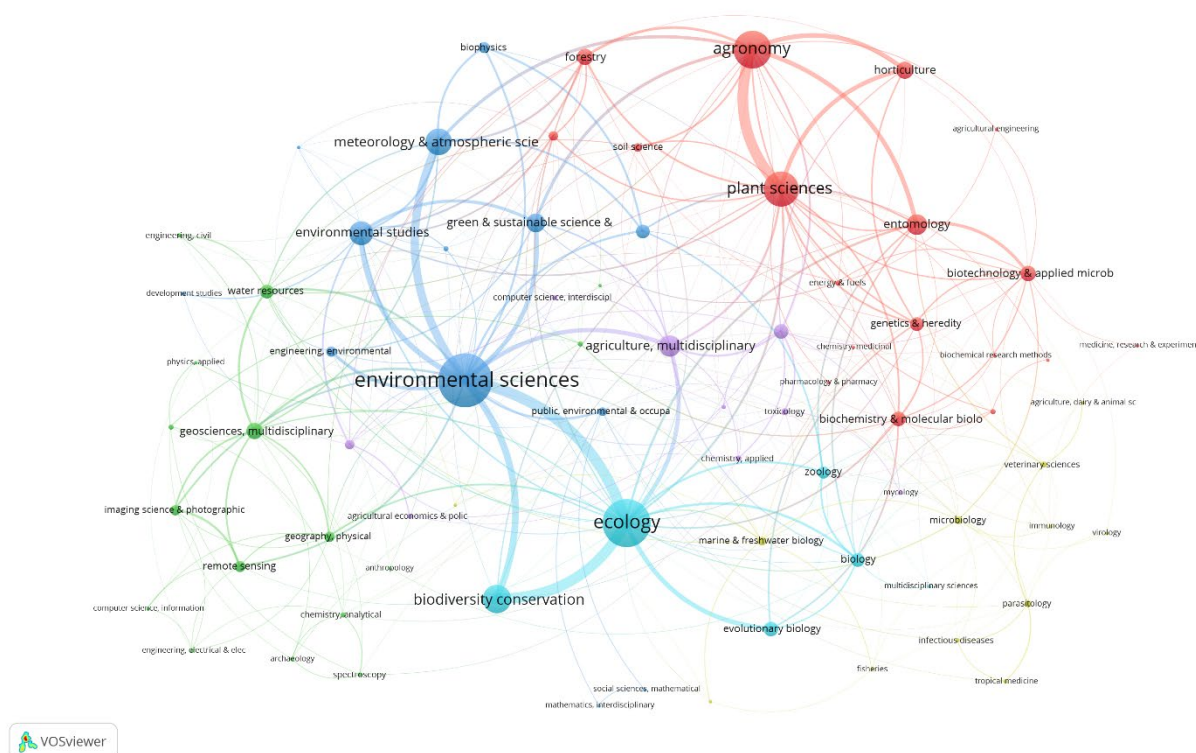 biophysics
forestry
agronomy
horticulture
agricultural engineering
meteorology & atmospheric scie
soil science
plant sciences
environmental studies
green & sustainable science &
entomology
engineering, civil
biotechnology & applied microb
development studies
water resources
computer science, interdiscipl
energy & fuels
genetics & heredity
physics, applied
engineering, environmental
agriculture, multidisciplinary
chemistry, medicinal
biochemical research methods
medicine, research & experimen
environmental sciences
pharmacology & pharmacy
agriculture, dairy & animal sc
public, environmental & occupa
toxicology
biochemistry & molecular biolo
geosciences, multidisciplinary
chemistry, applied
zoology
veterinary sciences
mycology
imaging science & photographic
agricultural economics & polic
ecology
microbiology
immunology
virology
geography, physical
marine & freshwater biology
biology
remote sensing
anthropology
multidisciplinary sciences
computer science, information
chemistry, analytical
biodiversity conservation
parasitology
evolutionary biology
infectious diseases
engineering, electrical & elec
archaeology
spectroscopy
fisheries
tropical medicine
social sciences, mathematical
mathematics, interdisciplinary
VOSviewer